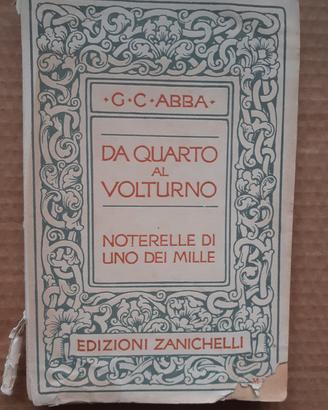 • G • C • ABBA •
DA QUARTO
AL
VOLTURNO
NOTERELLE DI
UNO DEI MILLE
EDIZIONI ZANICHELLI